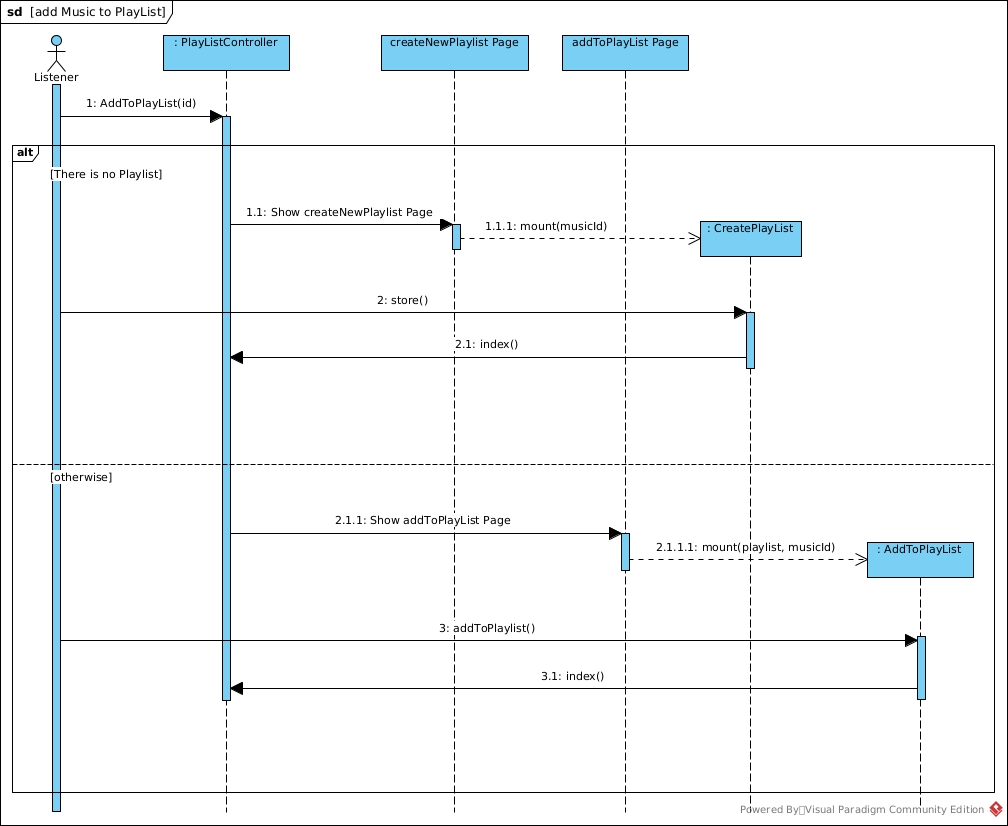 sd [add Music to PlayList]
: PlayListController
createNewPlaylist Page
addToPlayList Page
Listener
1: AddToPlayList(id)
alt
[There is no Playlist]
1.1: Show createNewPlaylist Page
1.1.1: mount(musicId)
: CreatePlayList
2: store()
2.1: index()
[otherwise]
2.1.1: Show addToPlayList Page
2.1.1.1: mount(playlist, musicId)
: AddToPlayList
3: addToPlaylist()
3.1: index()
Powered By Visual Paradigm Community Edition